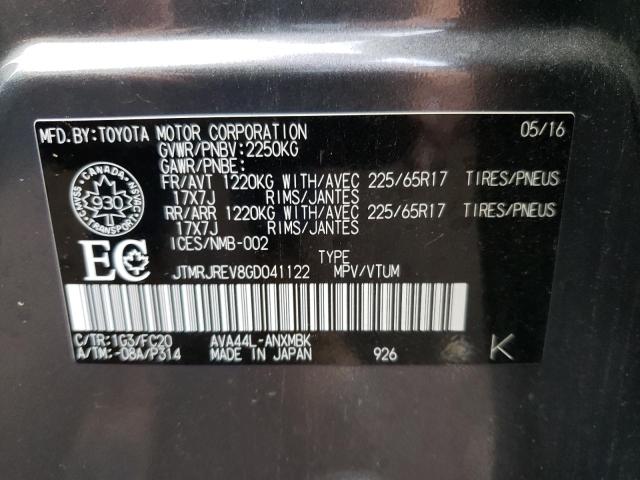 MFD.BY:TOYOTA MOTOR CORPORATION 05/16
GVWR/PNBV:2250KG
GAWR/PNBE:
FR/AVT 1220KG WITH/AVEC 225/65R17 TIRES/PNEUS
17X7J RIMS/JANTES
RR/ARR 1220KG WITH/AVEC 225/65R17 TIRES/PNEUS
17X7J RIMS/JANTES
ICES/NMB-002
CANADA
CMVSS 930 NSVAC
TRANSPORT
EC
TYPE
JTMRJREV8GD041122 MPV/VTUM
C/TR:1G3/FC20 AVA44L-ANXMBK
A/TM:-08A/P314 MADE IN JAPAN 926 K